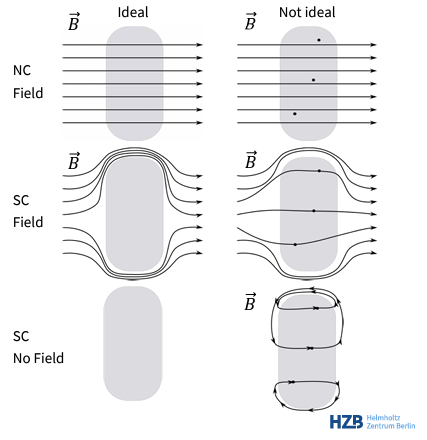 Ideal
Not ideal
B
B
NC
Field
B
B
SC
Field
B
SC
No Field
HZB Helmholtz
Zentrum Berlin